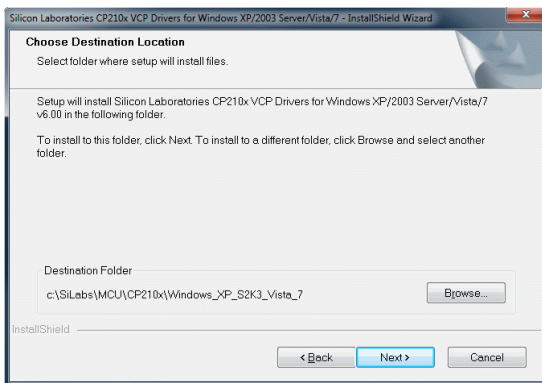 Silicon Laboratories CP210x VCP Drivers for Windows XP/2003 Server/Vista/7 - InstallShield Wizard
Choose Destination Location
Select folder where setup will install files.
Setup will install Silicon Laboratories CP210x VCP Drivers for Windows XP/2003 Server/Vista/7
v6.00 in the following folder.
To install to this folder, click Next. To install to a different folder, click Browse and select another
folder.
Destination Folder
c:\SiLabs\MCU\CP210x\Windows_XP_S2K3_Vista_7
Browse...
InstallShield
< Back
Next >
Cancel